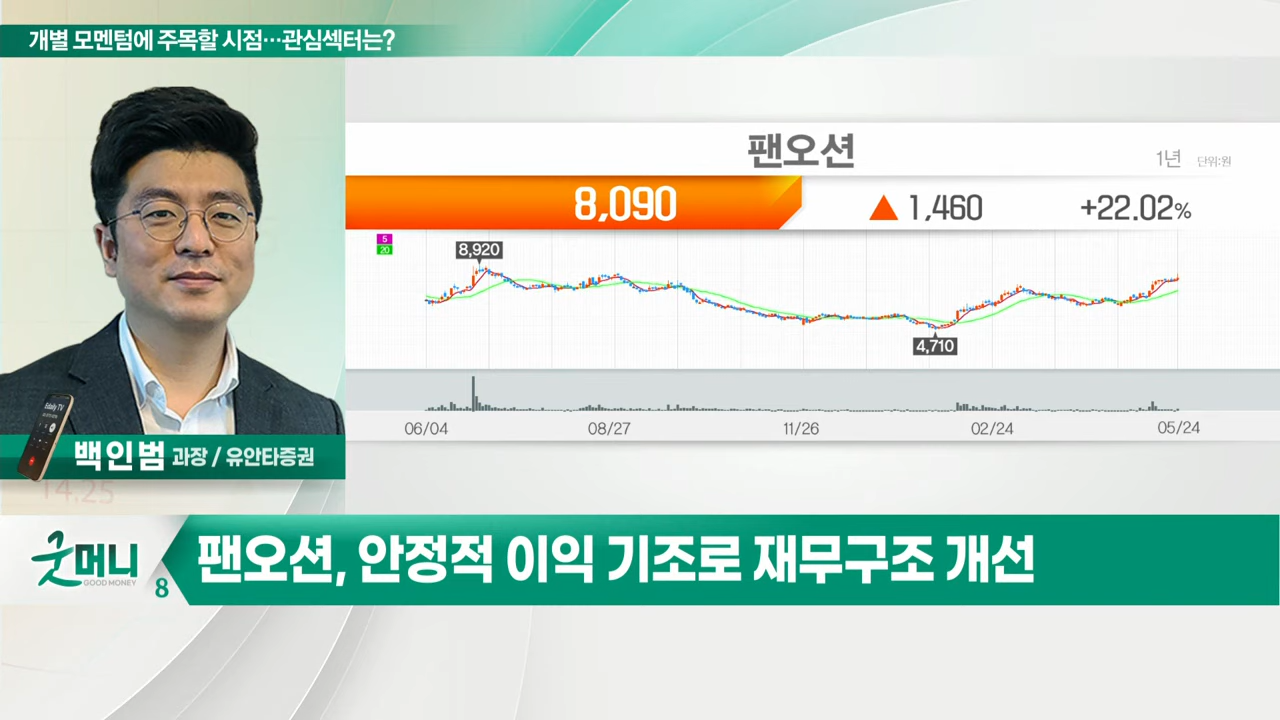 개별 모멘텀에 주목할 시점…관심섹터는?
팬오션
1년 단위:원
8,090 ▲ 1,460 +22.02%
5
20
8,920
4,710
06/04 08/27 11/26 02/24 05/24
Edaily TV
백인범 과장 / 유안타증권
14.25
굿머니
GOOD MONEY
8
팬오션, 안정적 이익 기조로 재무구조 개선